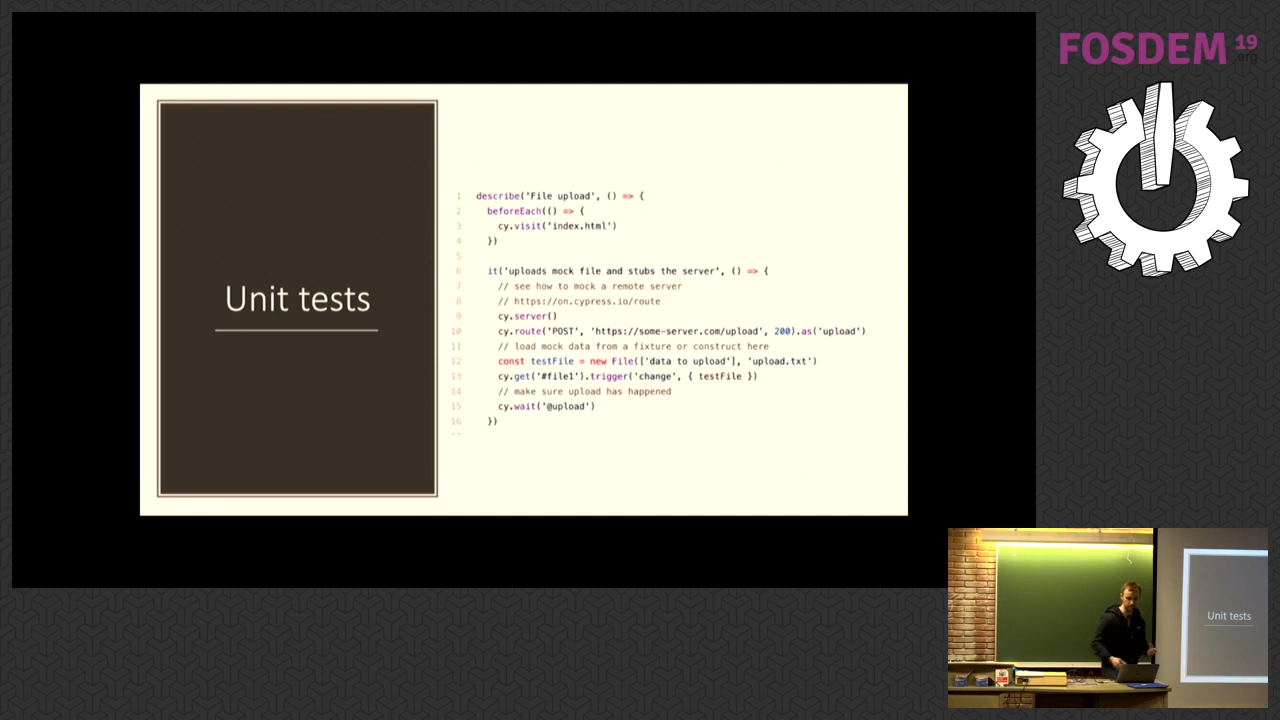 FOSDEM 19
.org
Unit tests
1 describe('File upload', () => {
2 beforeEach(() => {
3 cy.visit('index.html')
4 })
5
6 it('uploads mock file and stubs the server', () => {
7 // see how to mock a remote server
8 // https://on.cypress.io/route
9 cy.server()
10 cy.route('POST', 'https://some-server.com/upload', 200).as('upload')
11 // load mock data from a fixture or construct here
12 const testFile = new File(['data to upload'], 'upload.txt')
13 cy.get('#file1').trigger('change', { testFile })
14 // make sure upload has happened
15 cy.wait('@upload')
16 })
Unit tests